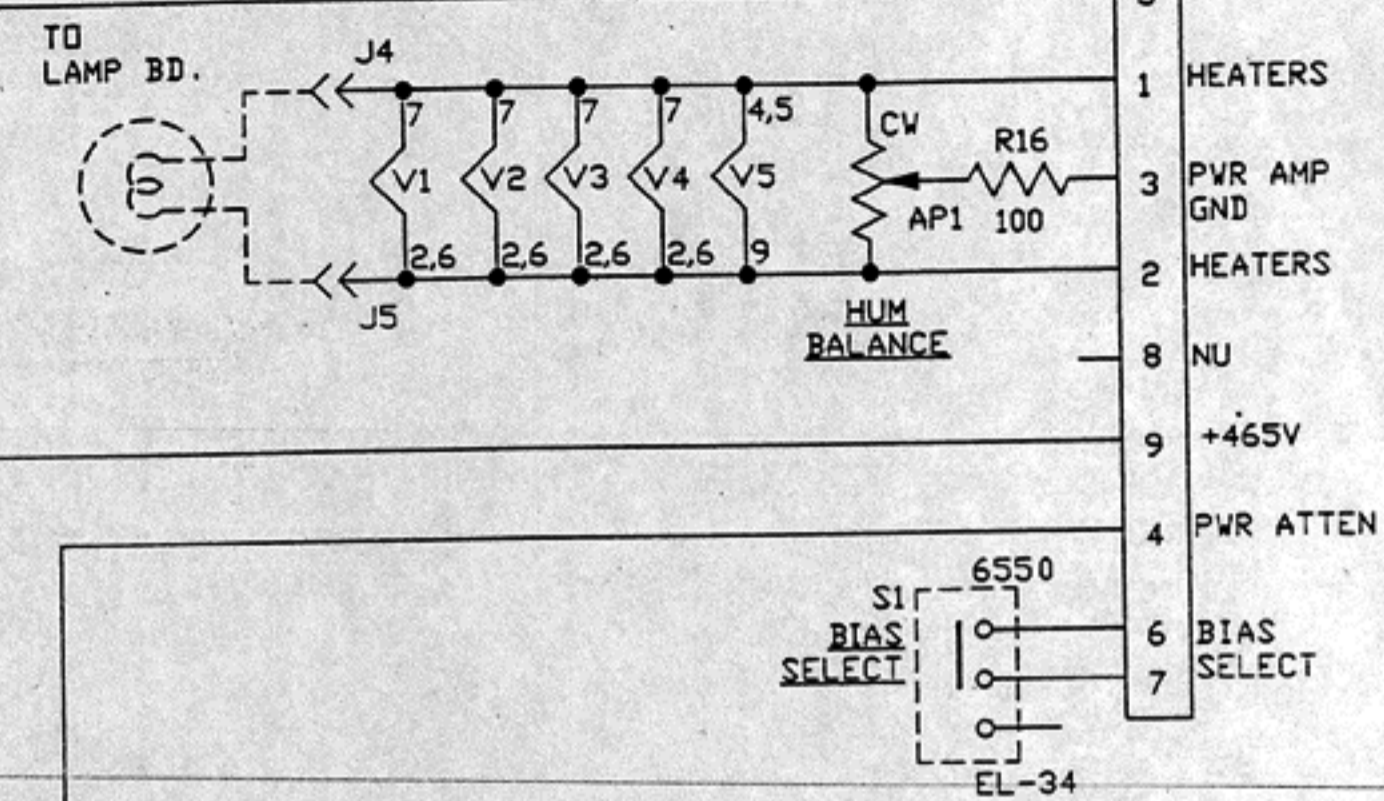 TO
LAMP BD.
J4
7
7
7
7
4,5
CW
1
HEATERS
V1
V2
V3
V4
V5
R16
3
PWR AMP
GND
AP1
100
2,6
2,6
2,6
2,6
9
2
HEATERS
J5
HUM
BALANCE
8
NU
9
+465V
4
PWR ATTEN
6550
S1
BIAS
SELECT
6
BIAS
7
SELECT
EL-34